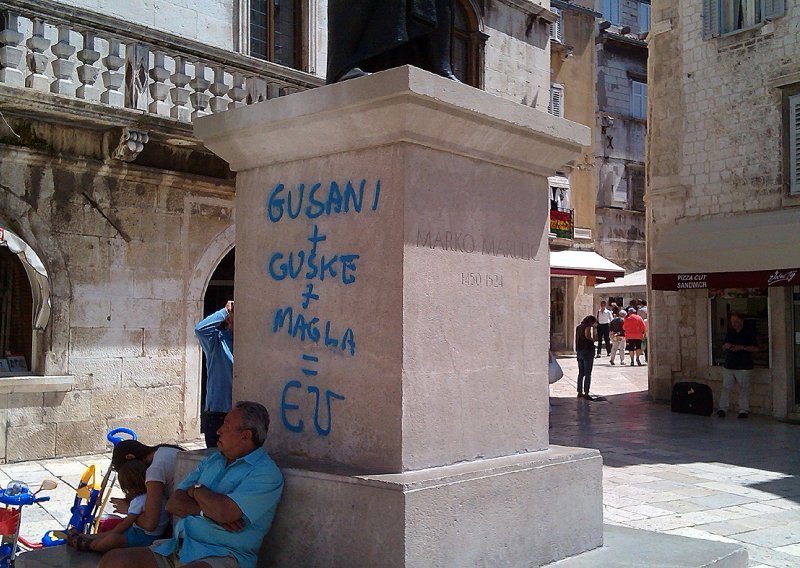 GUSANI
+
GUŠKE
+
MAGLA
=
EU
MARKO MARULIĆ
1450 1524
PIZZA CUT
SANDWICH